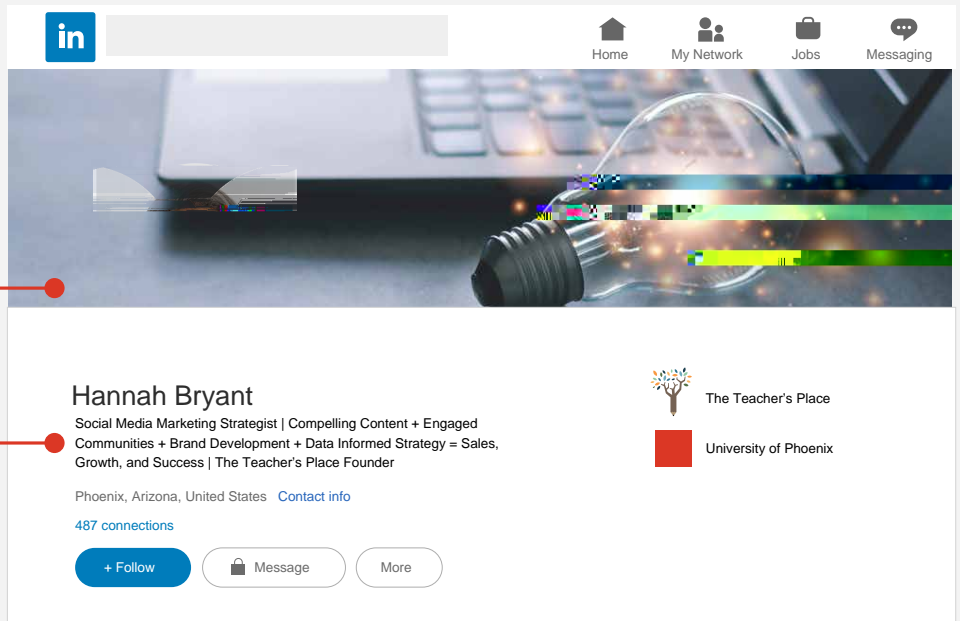 in
Home
My Network
Jobs
Messaging
Hannah Bryant
Social Media Marketing Strategist | Compelling Content + Engaged
Communities + Brand Development + Data Informed Strategy = Sales,
Growth, and Success | The Teacher's Place Founder
Phoenix, Arizona, United States Contact info
487 connections
+ Follow
Message
More
The Teacher's Place
University of Phoenix